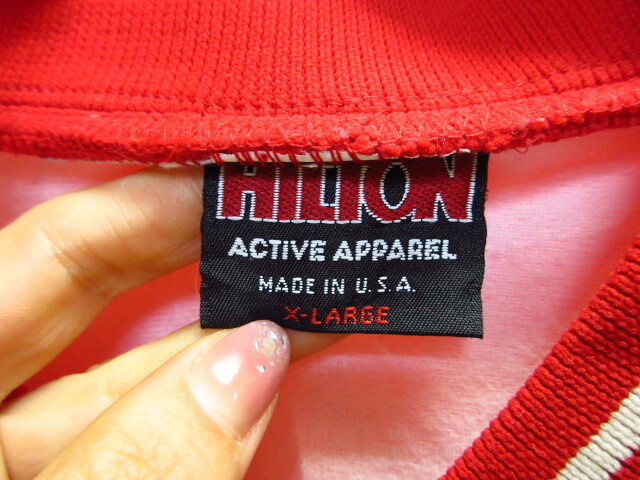 HILTON
ACTIVE APPAREL
MADE IN U.S.A.
X-LARGE